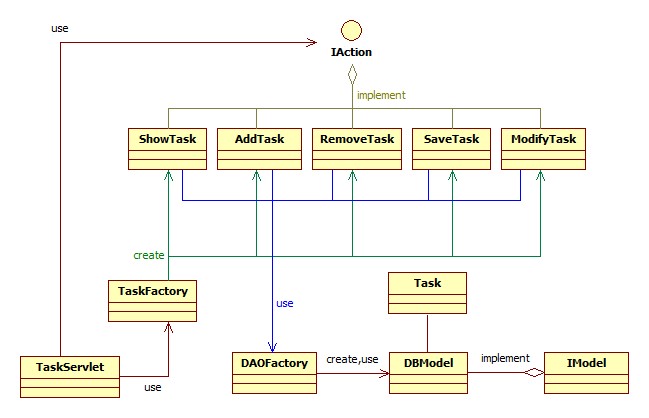 use
IAction
implement
ShowTask
AddTask
RemoveTask
SaveTask
ModifyTask
create
TaskFactory
Task
use
TaskServlet
use
DAOFactory
create,use
DBModel
implement
IModel